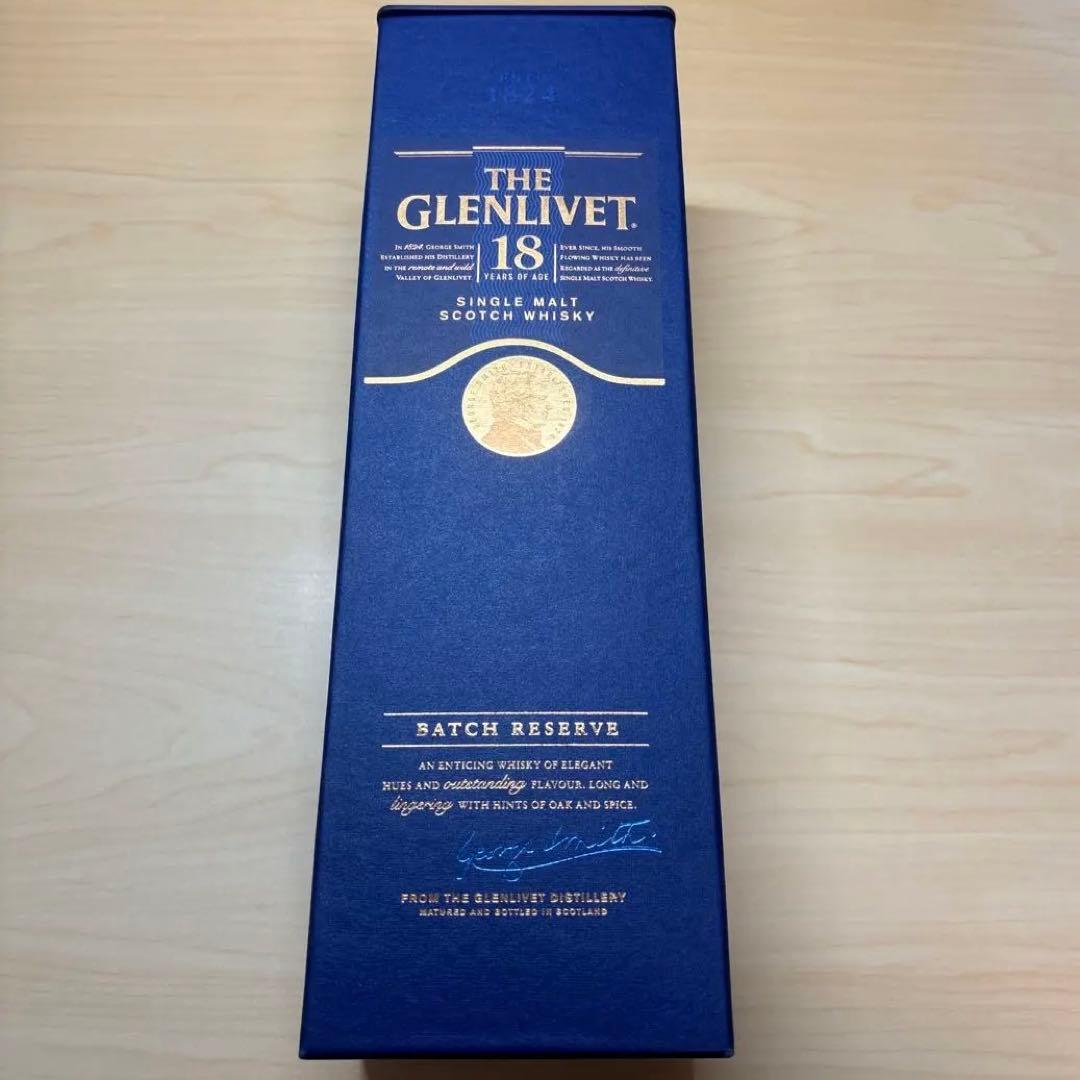 ESTD
1824
THE
GLENLIVET
IN 1824, GEORGE SMITH
ESTABLISHED HIS DISTILLERY
IN THE remote and wild
VALLEY OF GLENLIVET.
18
YEARS OF AGE
EVER SINCE, HIS SMOOTH
FLOWING WHISKY HAS BEEN
REGARDED AS THE definitive
SINGLE MALT SCOTCH WHISKY.
SINGLE MALT
SCOTCH WHISKY
BATCH RESERVE
AN ENTICING WHISKY OF ELEGANT
HUES AND outstanding FLAVOUR. LONG AND
lingering WITH HINTS OF OAK AND SPICE.
George Smith
FROM THE GLENLIVET DISTILLERY
MATURED AND BOTTLED IN SCOTLAND